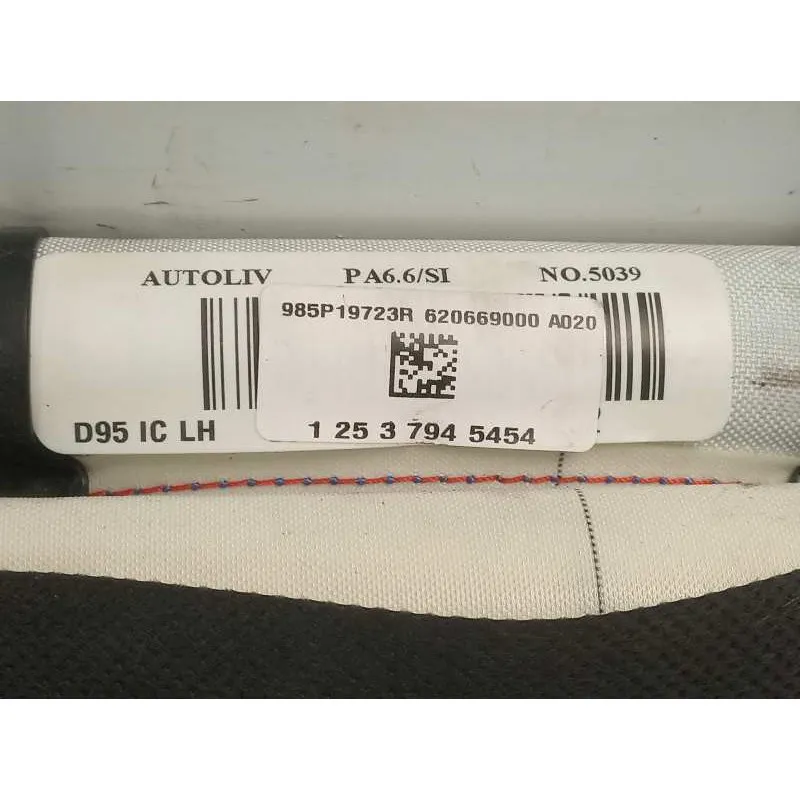 AUTOLIV PA6.6/SI NO.5039
985P19723R 620669000 A020
D95 IC LH
1 25 3 794 5454